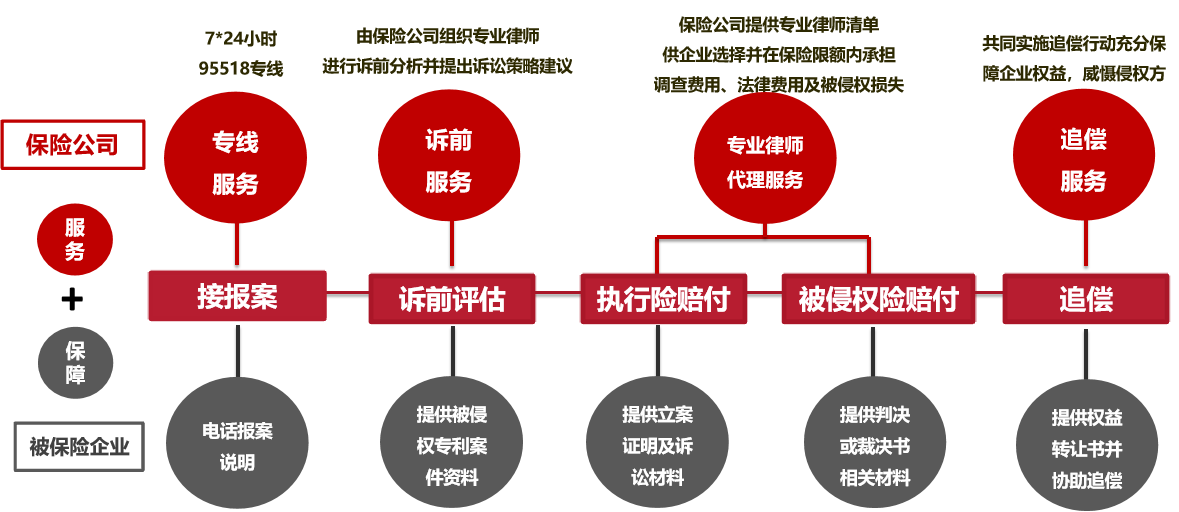 7*24小时
95518专线
由保险公司组织专业律师
进行诉前分析并提出诉讼策略建议
保险公司提供专业律师清单
供企业选择并在保险限额内承担
调查费用、法律费用及被侵权损失
共同实施追偿行动充分保
障企业权益，威慑侵权方
保险公司
专线
服务
诉前
服务
专业律师
代理服务
追偿
服务
服
务
+
保
障
接报案
诉前评估
执行险赔付
被侵权险赔付
追偿
被保险企业
电话报案
说明
提供被侵
权专利案
件资料
提供立案
证明及诉
讼材料
提供判决
或裁决书
相关材料
提供权益
转让书并
协助追偿